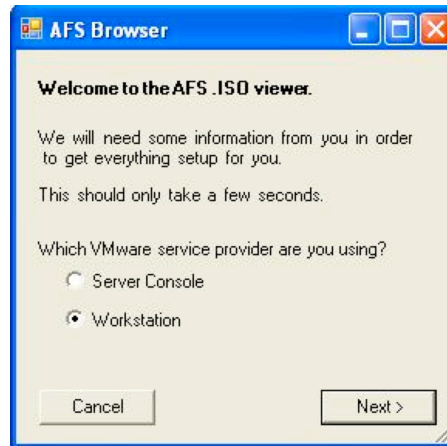 AFS Browser
Welcome to the AFS .ISO viewer.
We will need some information from you in order
to get everything setup for you.
This should only take a few seconds.
Which VMware service provider are you using?
Server Console
Workstation
Cancel
Next >